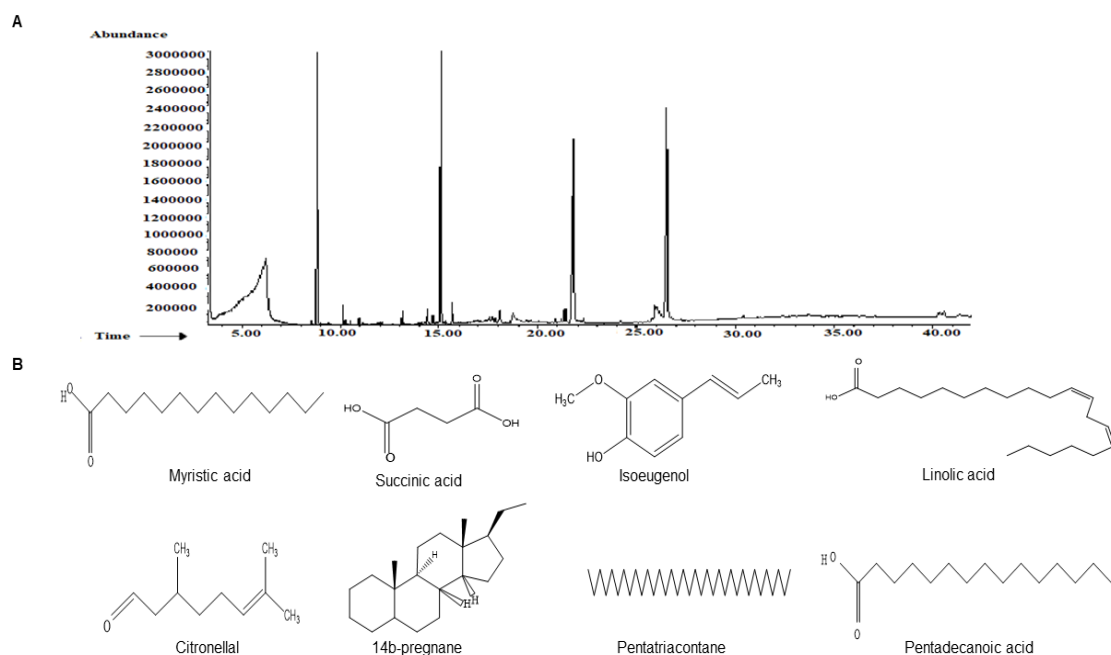 A
Abundance
3000000
2800000
2600000
2400000
2200000
2000000
1800000
1600000
1400000
1200000
1000000
800000
600000
400000
200000
Time
5.00 10.00 15.00 20.00 25.00 30.00 35.00 40.00
B
HO O
Myristic acid
HO O O OH
Succinic acid
H₃C O CH₃ HO
Isoeugenol
O HO
Linolic acid
CH₃ CH₃ O CH₃
Citronellal
H H H
14b-pregnane
Pentatriacontane
HO O
Pentadecanoic acid